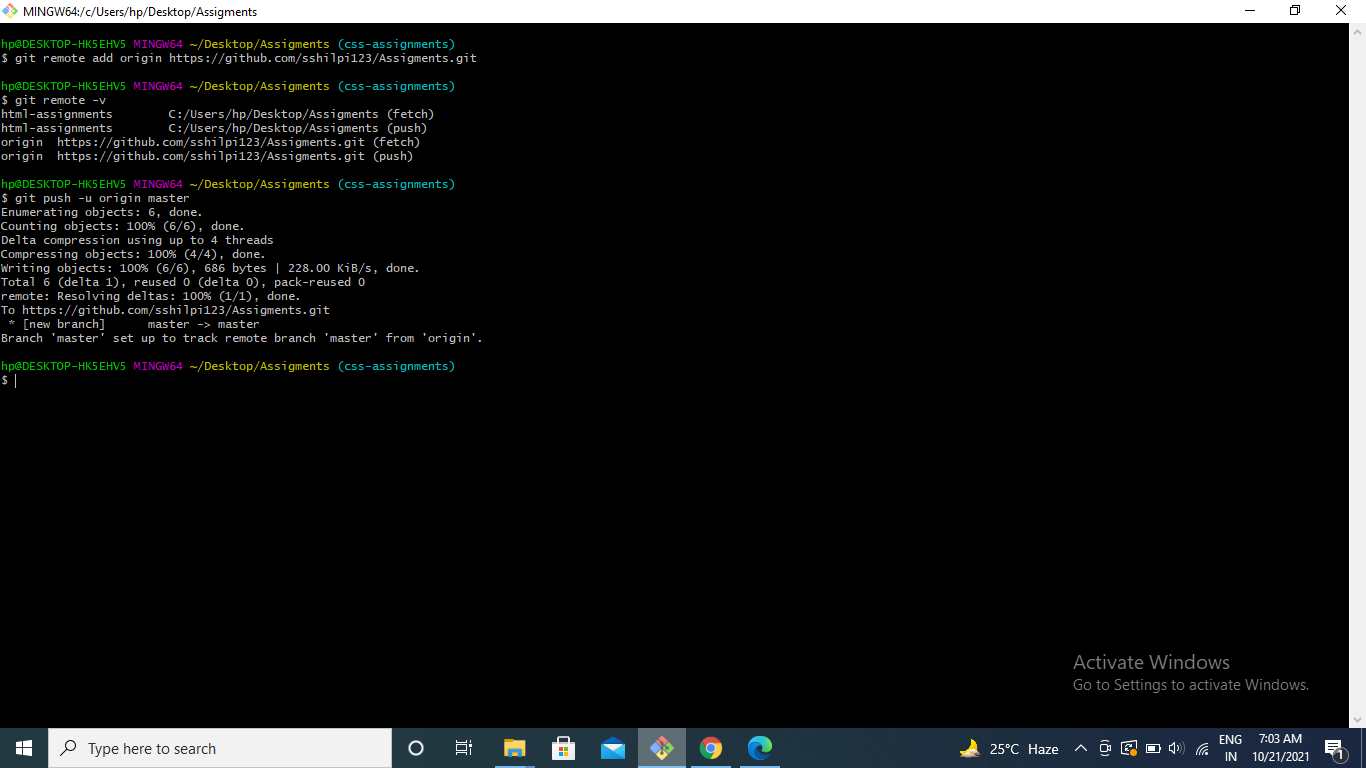 MINGW64:/c/Users/hp/Desktop/Assigments
hp@DESKTOP-HK5EHV5 MINGW64 ~/Desktop/Assigments (css-assignments)
$ git remote add origin https://github.com/sshilpi123/Assigments.git
hp@DESKTOP-HK5EHV5 MINGW64 ~/Desktop/Assigments (css-assignments)
$ git remote -v
html-assignments        C:/Users/hp/Desktop/Assigments (fetch)
html-assignments        C:/Users/hp/Desktop/Assigments (push)
origin  https://github.com/sshilpi123/Assigments.git (fetch)
origin  https://github.com/sshilpi123/Assigments.git (push)
hp@DESKTOP-HK5EHV5 MINGW64 ~/Desktop/Assigments (css-assignments)
$ git push -u origin master
Enumerating objects: 6, done.
Counting objects: 100% (6/6), done.
Delta compression using up to 4 threads
Compressing objects: 100% (4/4), done.
Writing objects: 100% (6/6), 686 bytes | 228.00 KiB/s, done.
Total 6 (delta 1), reused 0 (delta 0), pack-reused 0
remote: Resolving deltas: 100% (1/1), done.
To https://github.com/sshilpi123/Assigments.git
 * [new branch]      master -> master
Branch 'master' set up to track remote branch 'master' from 'origin'.
hp@DESKTOP-HK5EHV5 MINGW64 ~/Desktop/Assigments (css-assignments)
$
Activate Windows
Go to Settings to activate Windows.
Type here to search
25°C Haze
ENG
IN
7:03 AM
10/21/2021
1